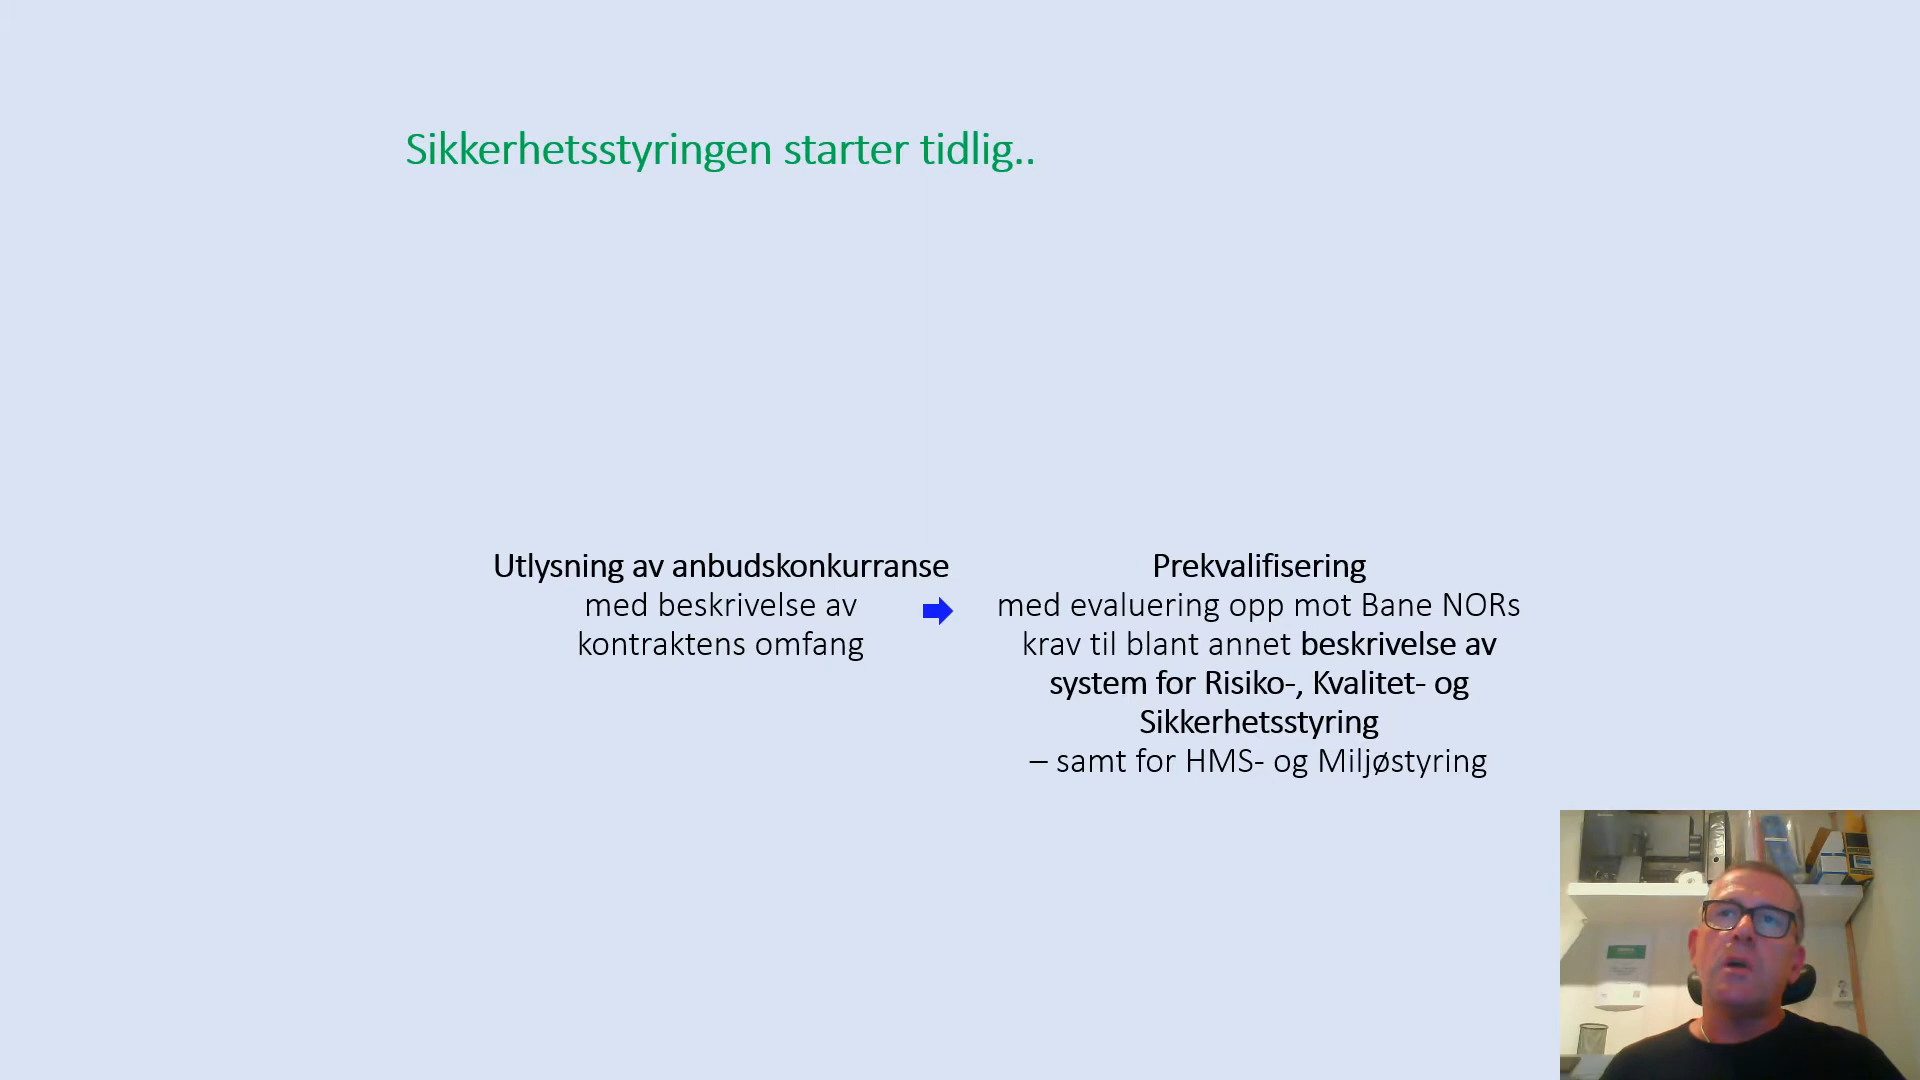 Sikkerhetsstyringen starter tidlig..
Utlysning av anbudskonkurranse
med beskrivelse av
kontraktens omfang
Prekvalifisering
med evaluering opp mot Bane NORs
krav til blant annet beskrivelse av
system for Risiko-, Kvalitet- og
Sikkerhetsstyring
– samt for HMS- og Miljøstyring